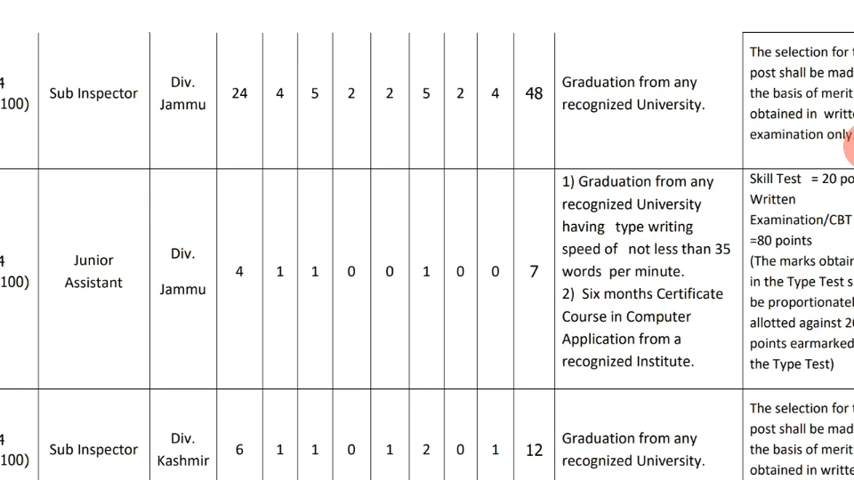 4
100)
Sub Inspector
Div.
Jammu
24 4 5 2 2 5 2 4 48
Graduation from any
recognized University.
The selection for
post shall be mad
the basis of merit
obtained in writt
examination only
4
100)
Junior
Assistant
Div.
Jammu
4 1 1 0 0 1 0 0 7
1) Graduation from any
recognized University
having type writing
speed of not less than 35
words per minute.
2) Six months Certificate
Course in Computer
Application from a
recognized Institute.
Skill Test = 20 po
Written
Examination/CBT
=80 points
(The marks obtain
in the Type Test s
be proportionatel
allotted against 2
points earmarked
the Type Test)
4
100)
Sub Inspector
Div.
Kashmir
6 1 1 0 1 2 0 1 12
Graduation from any
recognized University.
The selection for
post shall be mad
the basis of merit
obtained in writte